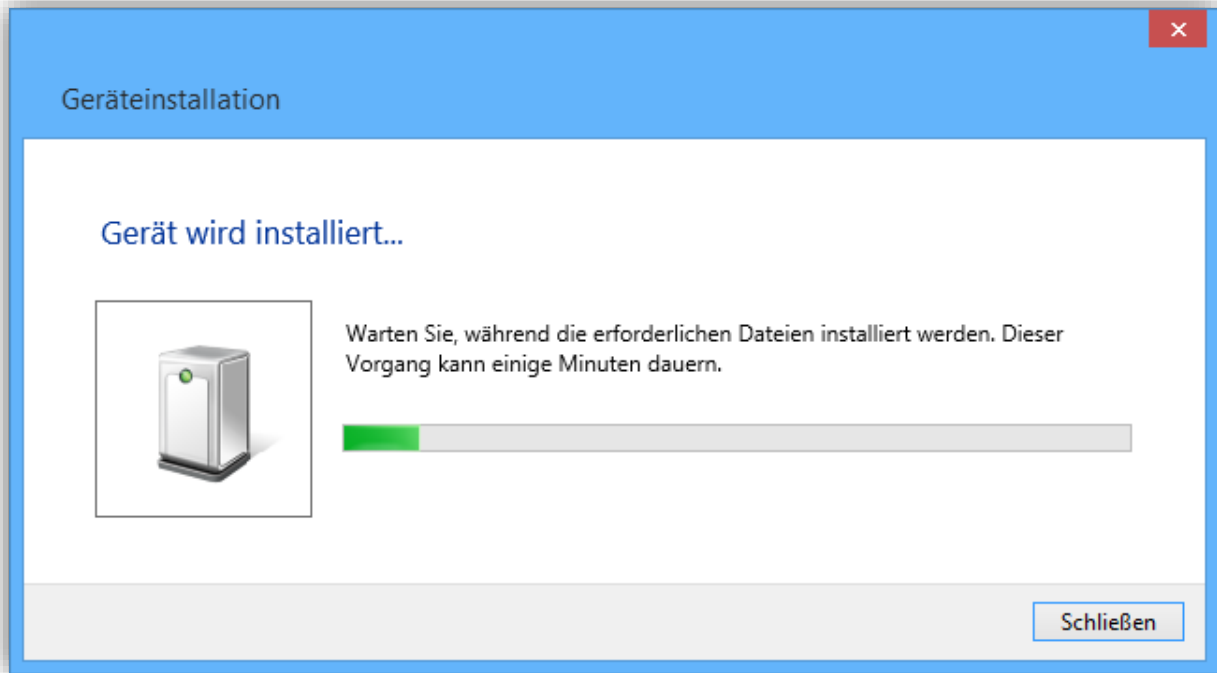 Geräteinstallation
Gerät wird installiert...
Warten Sie, während die erforderlichen Dateien installiert werden. Dieser
Vorgang kann einige Minuten dauern.
Schließen